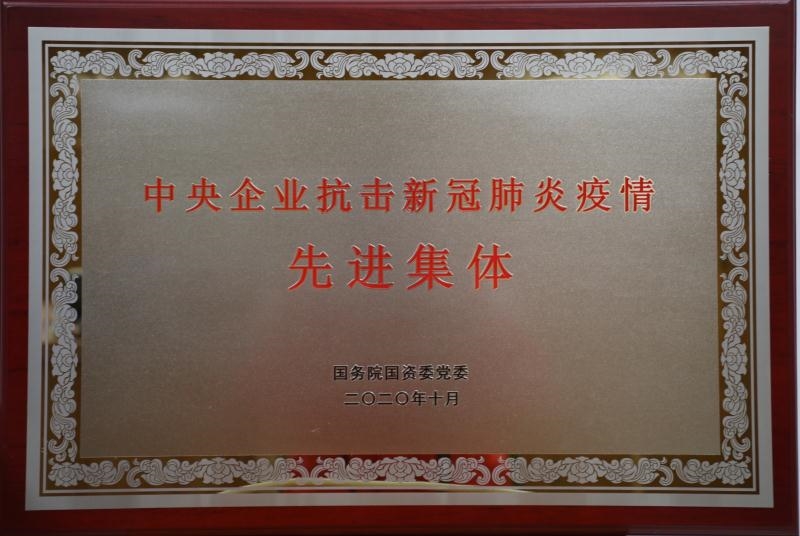 中央企业抗击新冠肺炎疫情
先进集体
国务院国资委党委
二〇二〇年十月